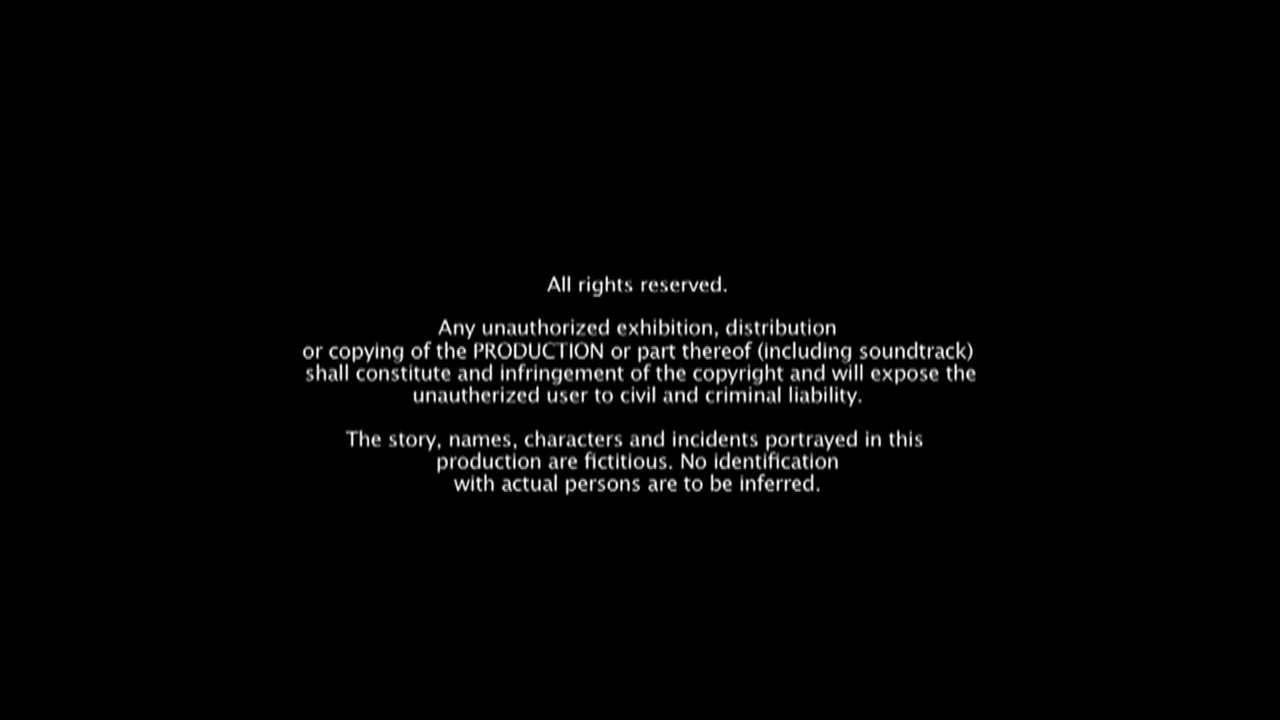 All rights reserved.
Any unauthorized exhibition, distribution
or copying of the PRODUCTION or part thereof (including soundtrack)
shall constitute and infringement of the copyright and will expose the
unautherized user to civil and criminal liability.
The story, names, characters and incidents portrayed in this
production are fictitious. No identification
with actual persons are to be inferred.